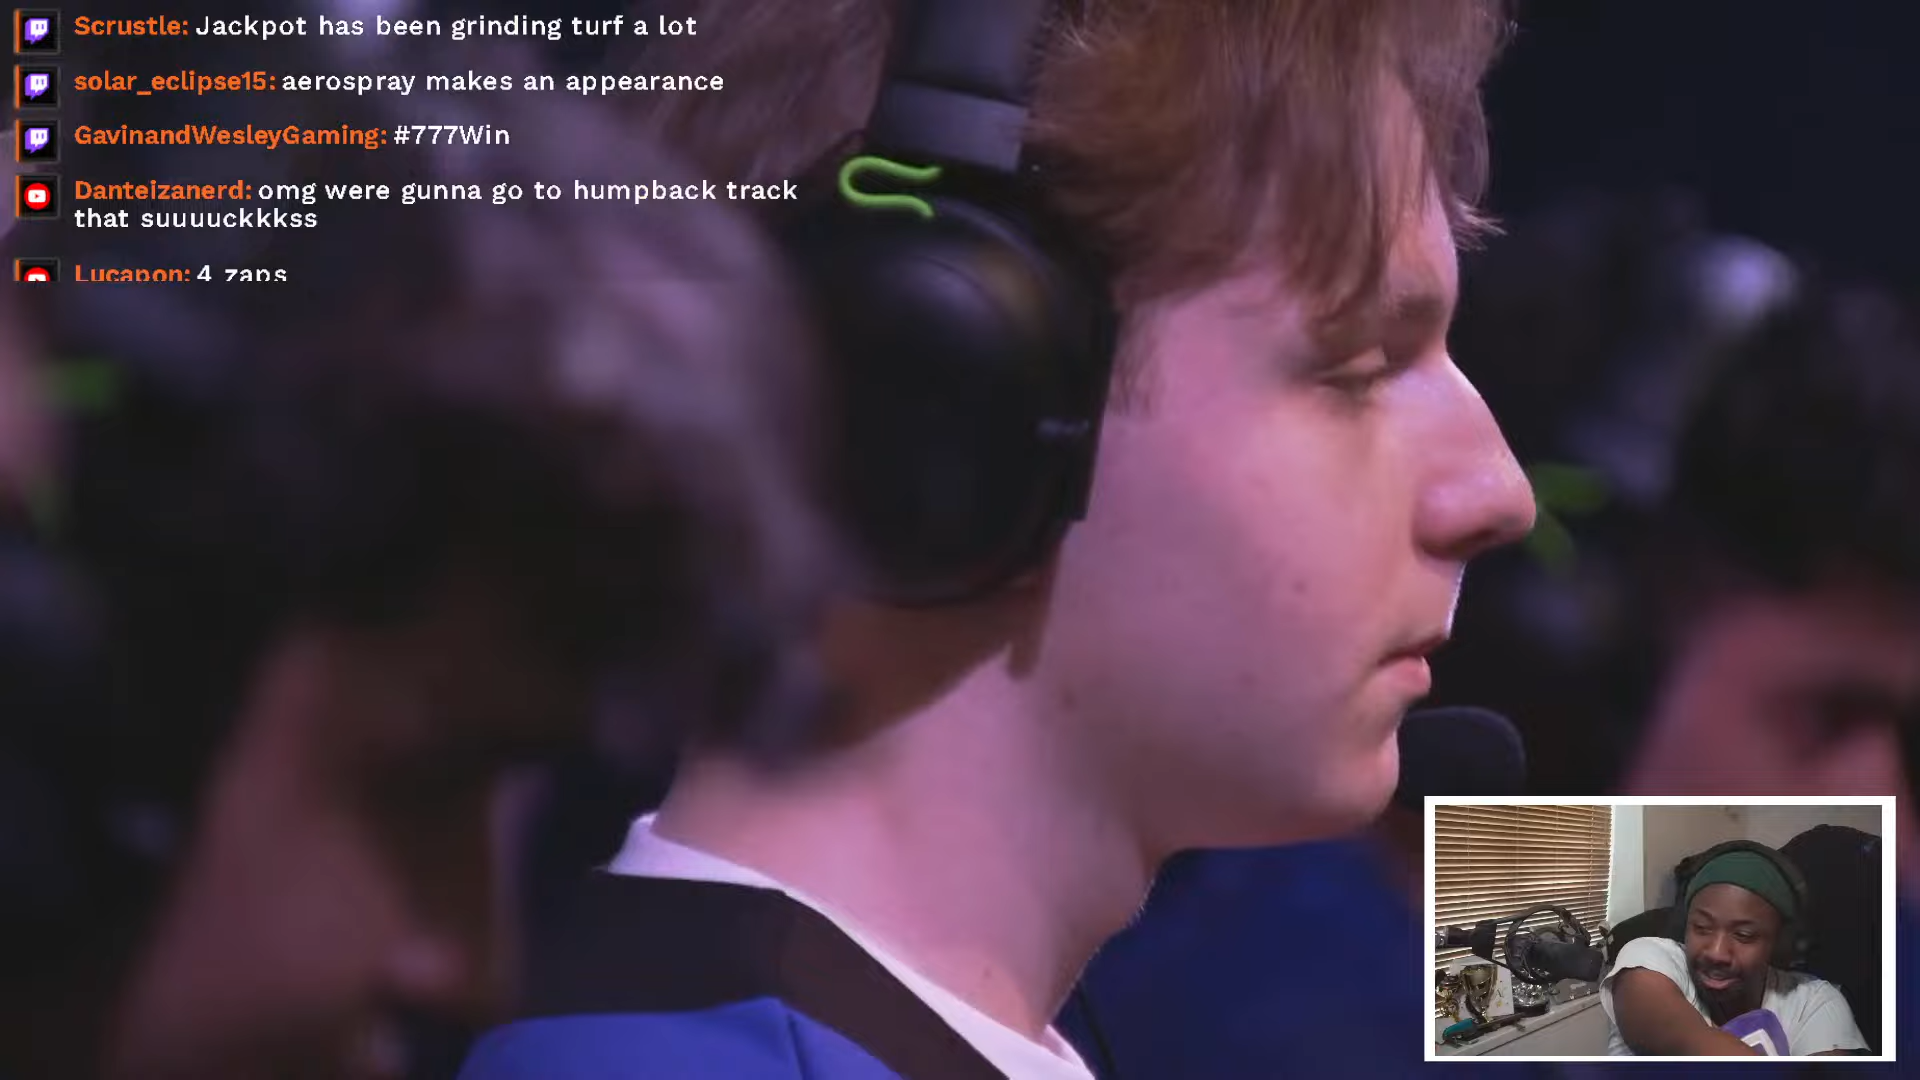 Scrustle: Jackpot has been grinding turf a lot
solar_eclipse15: aerospray makes an appearance
GavinandWesleyGaming: #777Win
Danteizanerd: omg were gunna go to humpback track
that suuuuckkkss
Lucapon: 4 zaps